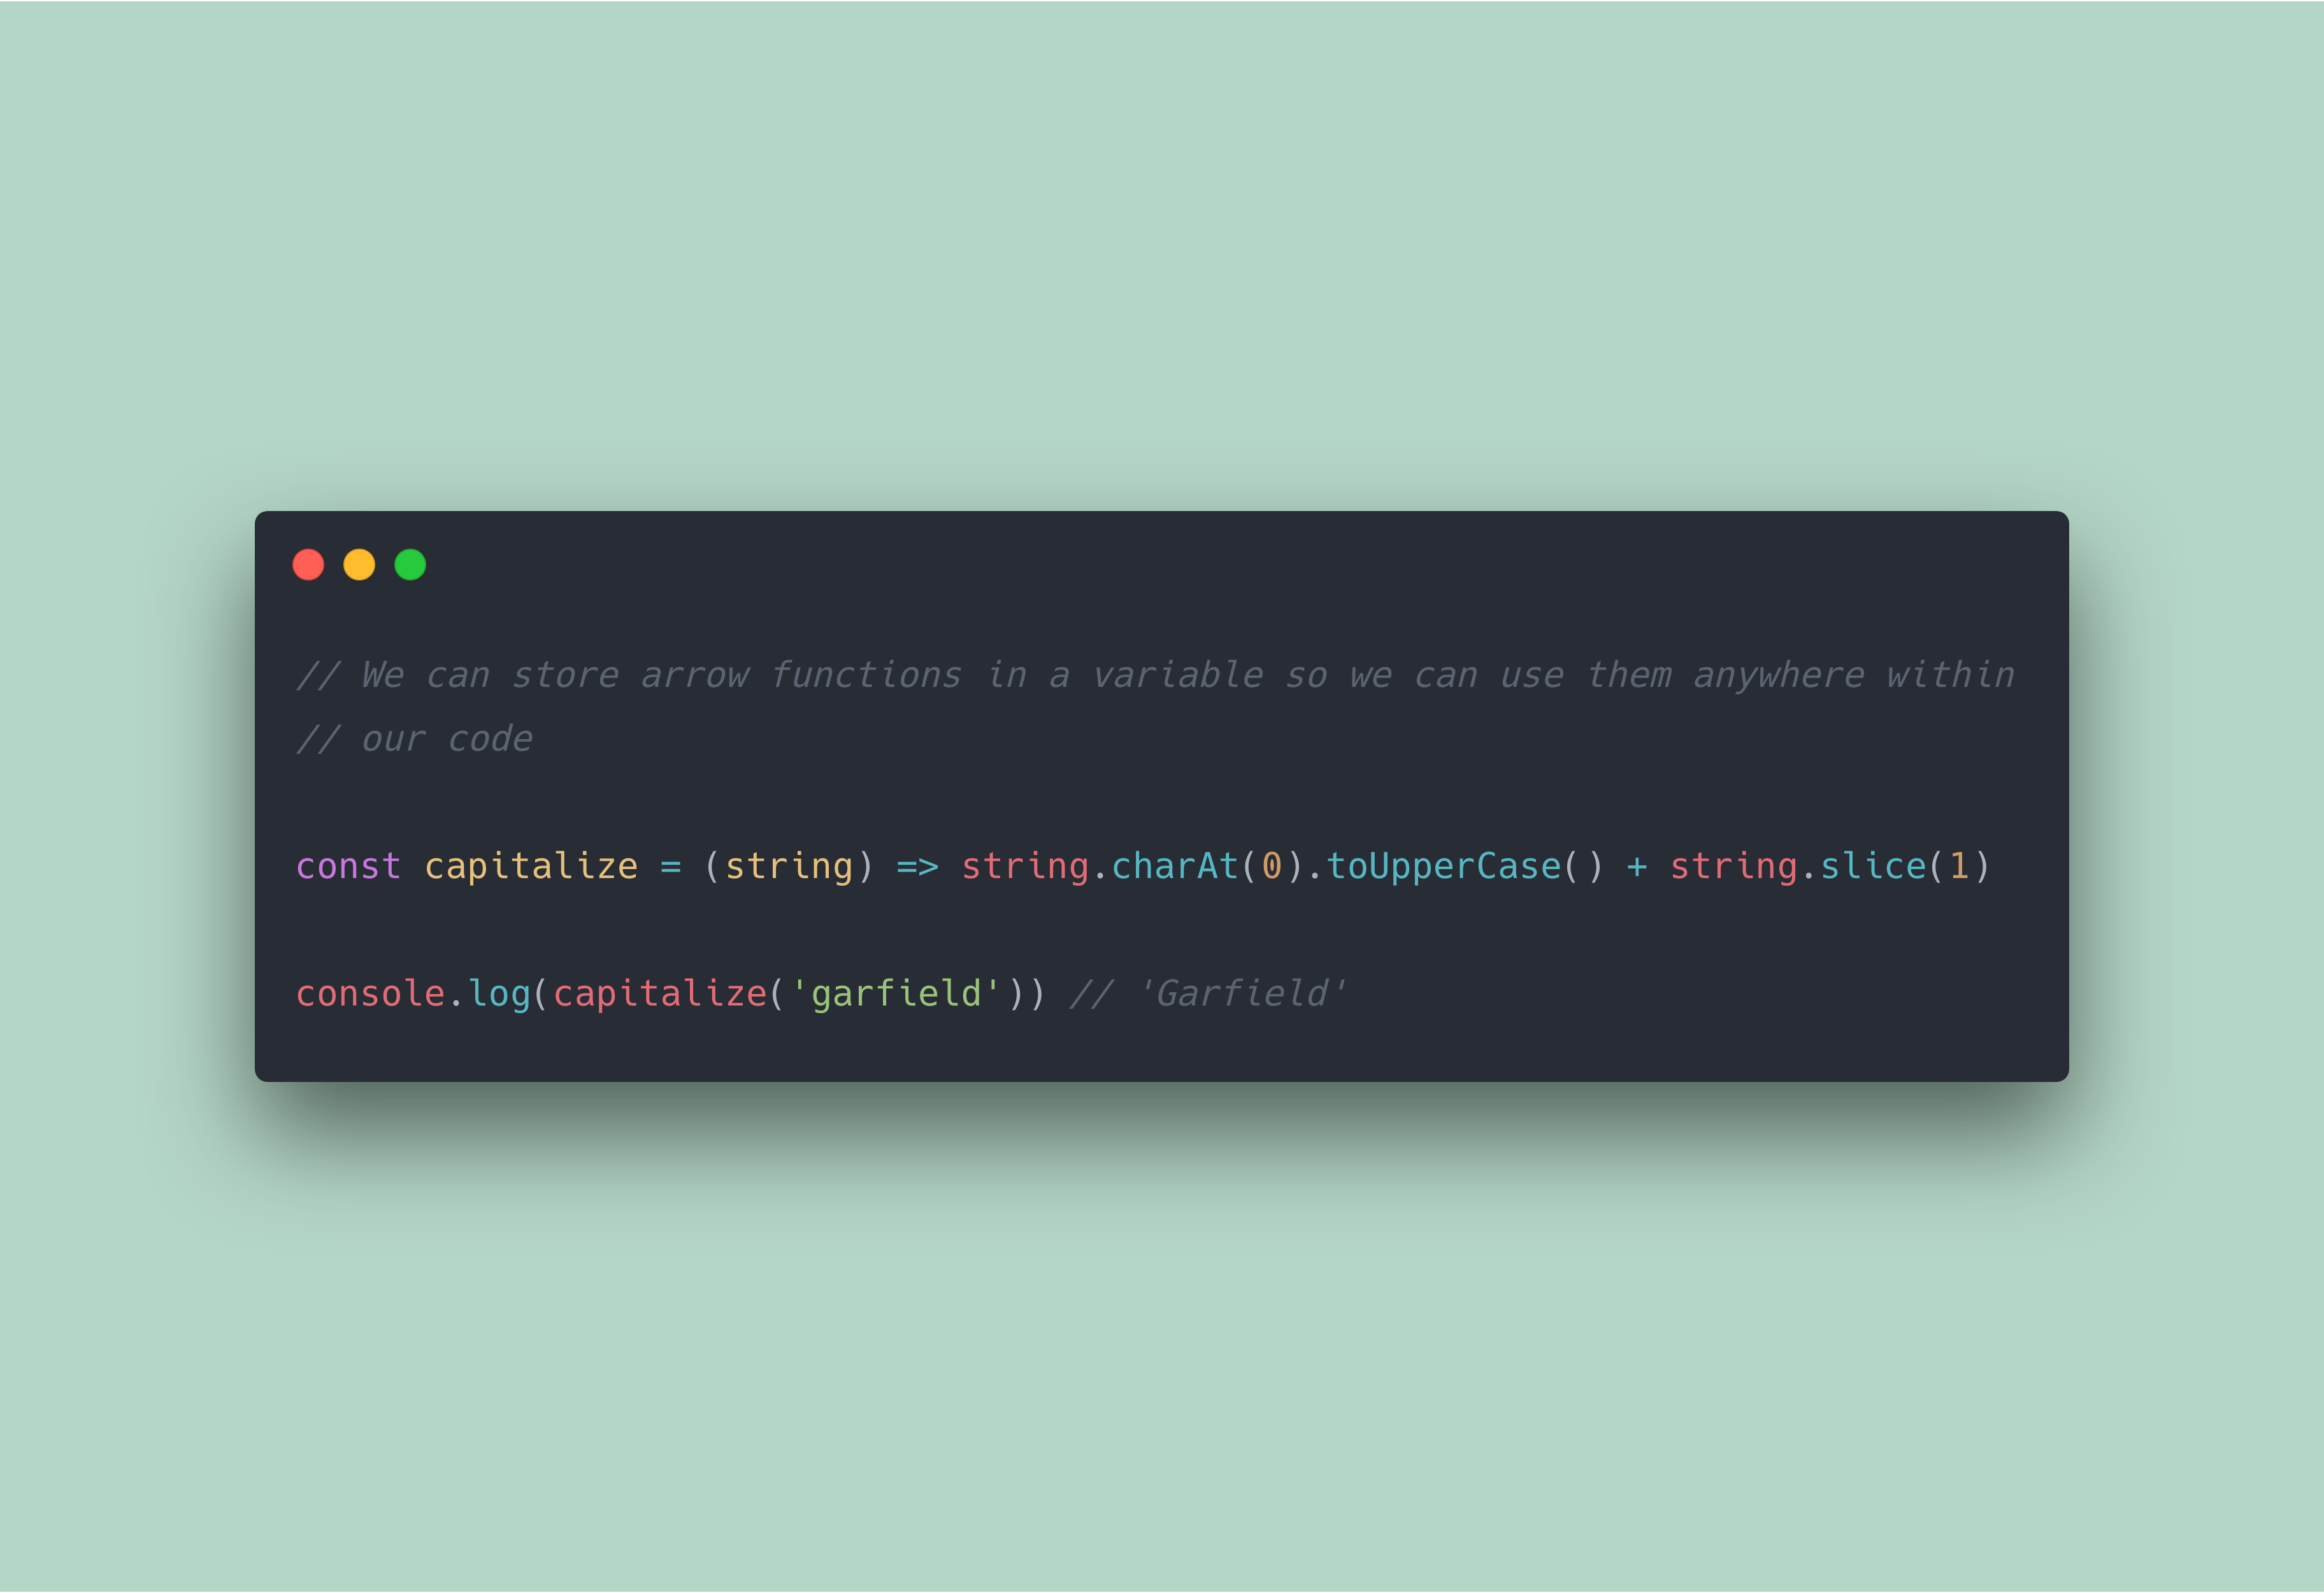 // We can store arrow functions in a variable so we can use them anywhere within
// our code
const capitalize = (string) => string.charAt(0).toUpperCase() + string.slice(1)
console.log(capitalize('garfield')) // 'Garfield'